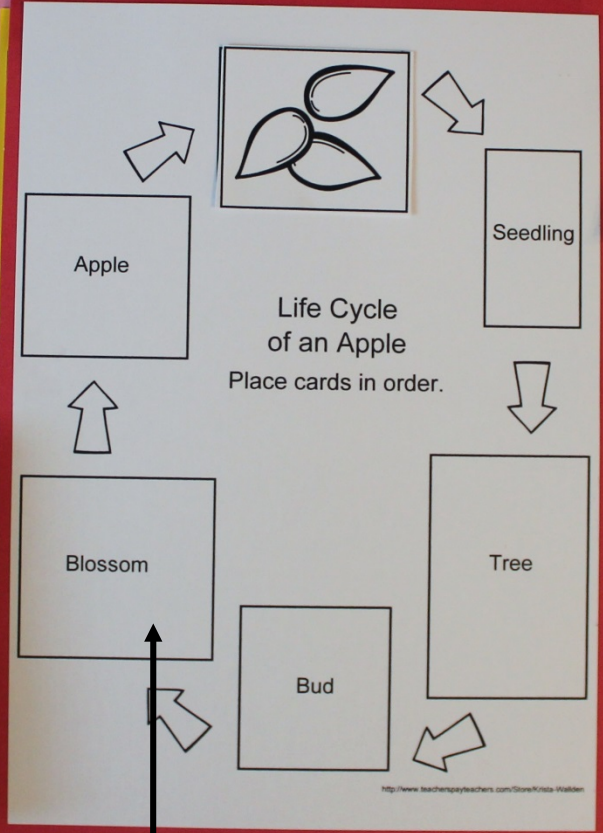 Seedling
Apple
Life Cycle
of an Apple
Place cards in order.
Blossom
Tree
Bud
http://www.teacherspayteachers.com/Store/Krista-Wallden